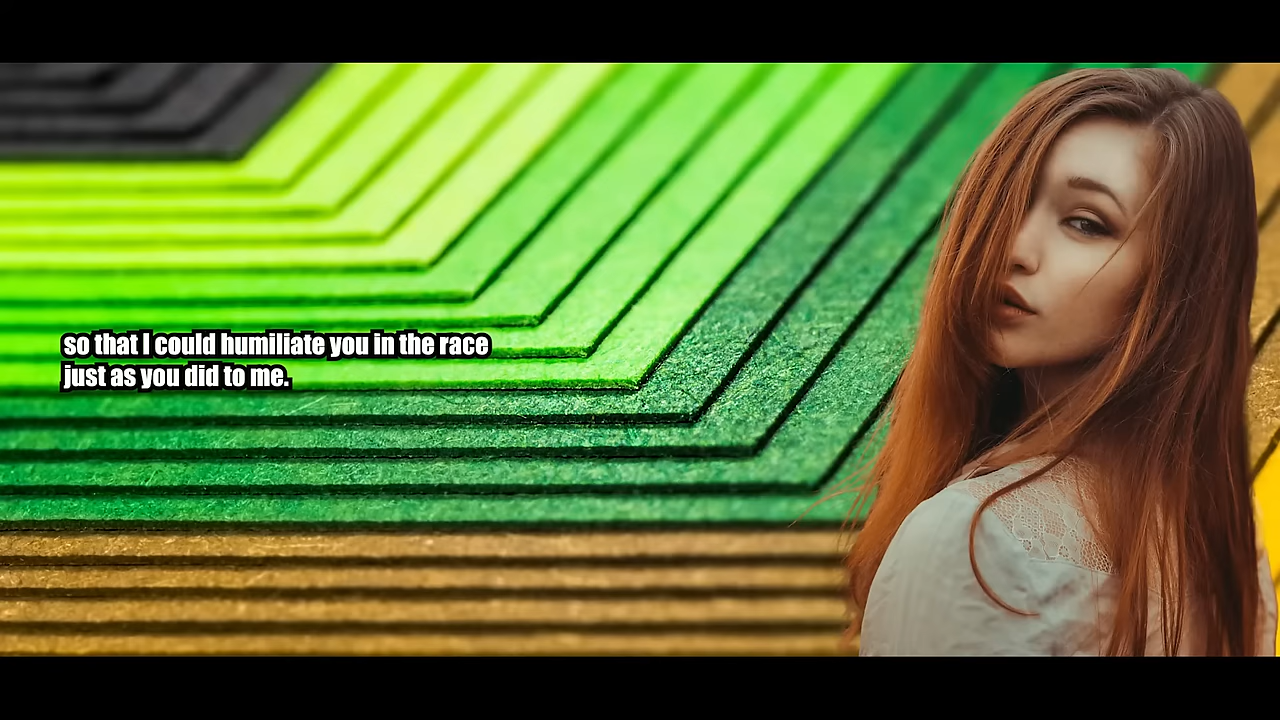 so that I could humiliate you in the race
just as you did to me.